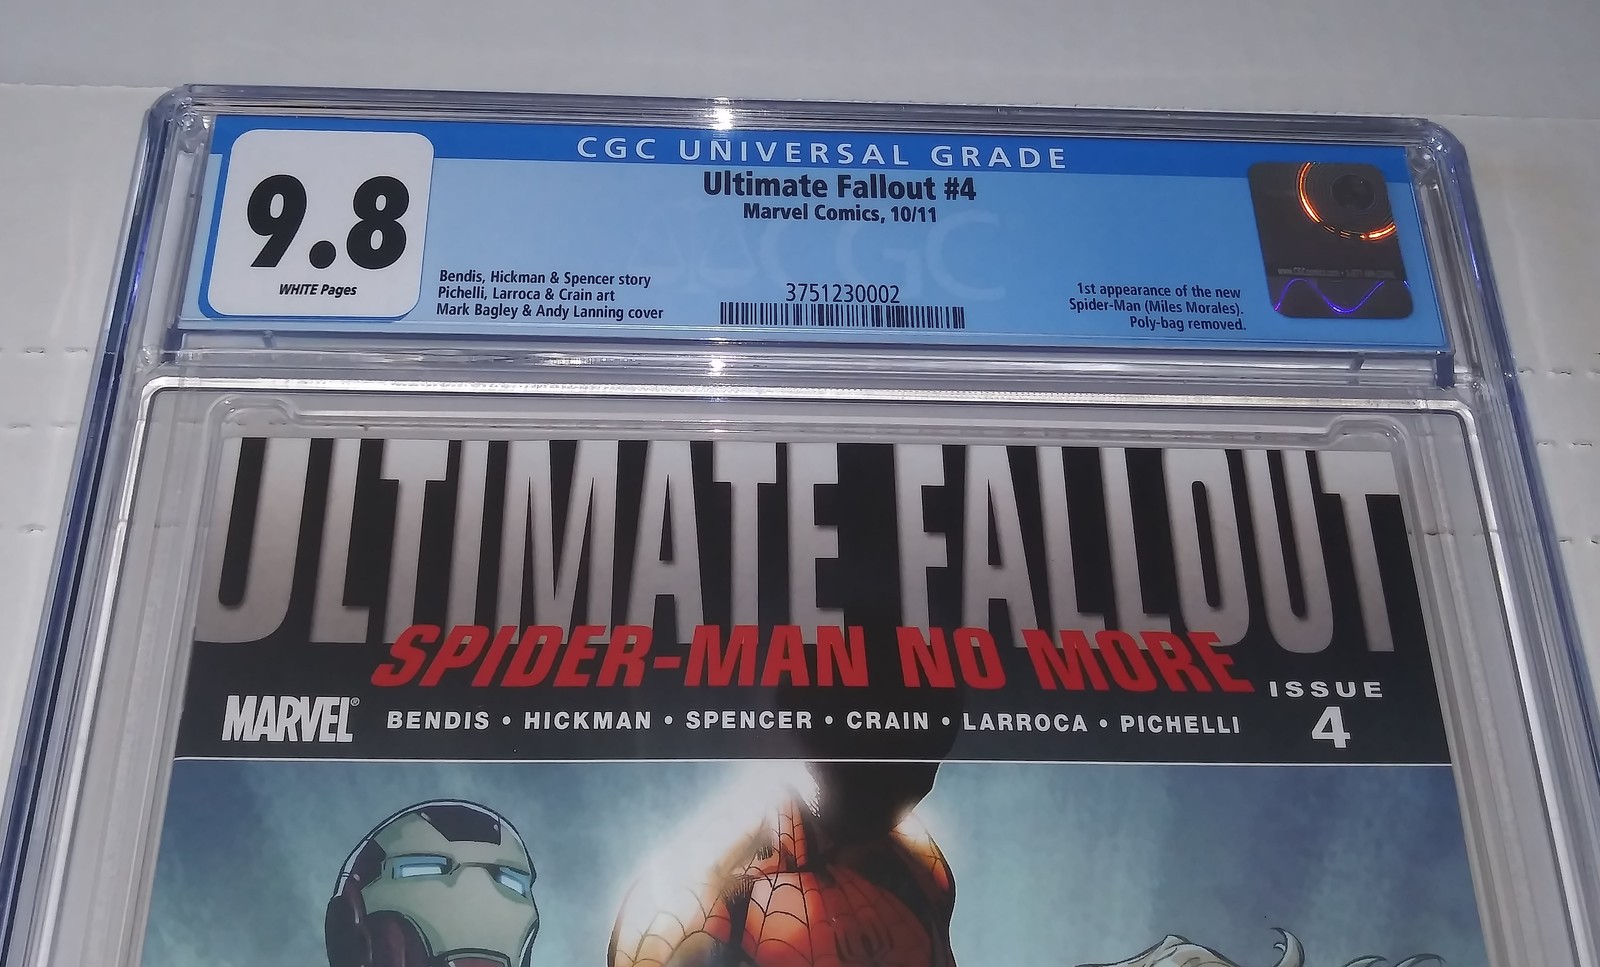 CGC UNIVERSAL GRADE
9.8
WHITE Pages
Ultimate Fallout #4
Marvel Comics, 10/11
Bendis, Hickman & Spencer story
Pichelli, Larroca & Crain art
Mark Bagley & Andy Lanning cover
CGC
3751230002
1st appearance of the new
Spider-Man (Miles Morales).
Poly-bag removed.
ULTIMATE FALLOUT
SPIDER-MAN NO MORE
ISSUE
4
MARVEL®
BENDIS • HICKMAN • SPENCER • CRAIN • LARROCA • PICHELLI